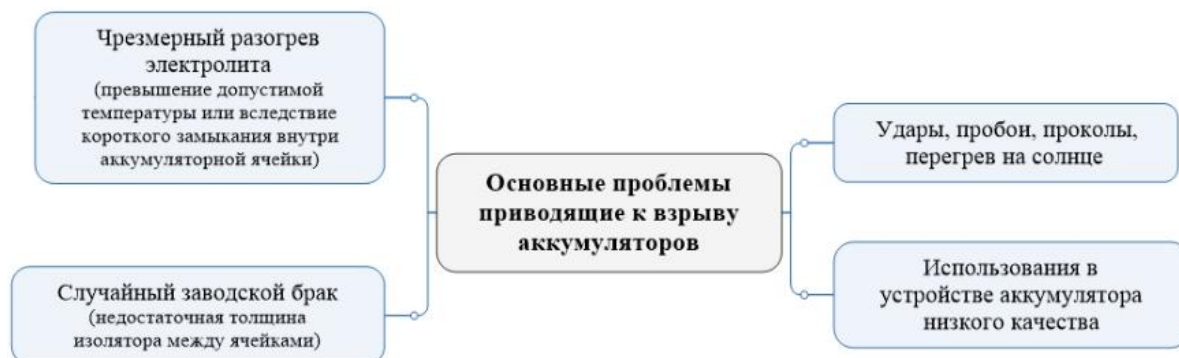 Чрезмерный разогрев
электролита
(превышение допустимой
температуры или вследствие
короткого замыкания внутри
аккумуляторной ячейки)
Случайный заводской брак
(недостаточная толщина
изолятора между ячейками)
Основные проблемы
приводящие к взрыву
аккумуляторов
Удары, пробои, проколы,
перегрев на солнце
Использования в
устройстве аккумулятора
низкого качества